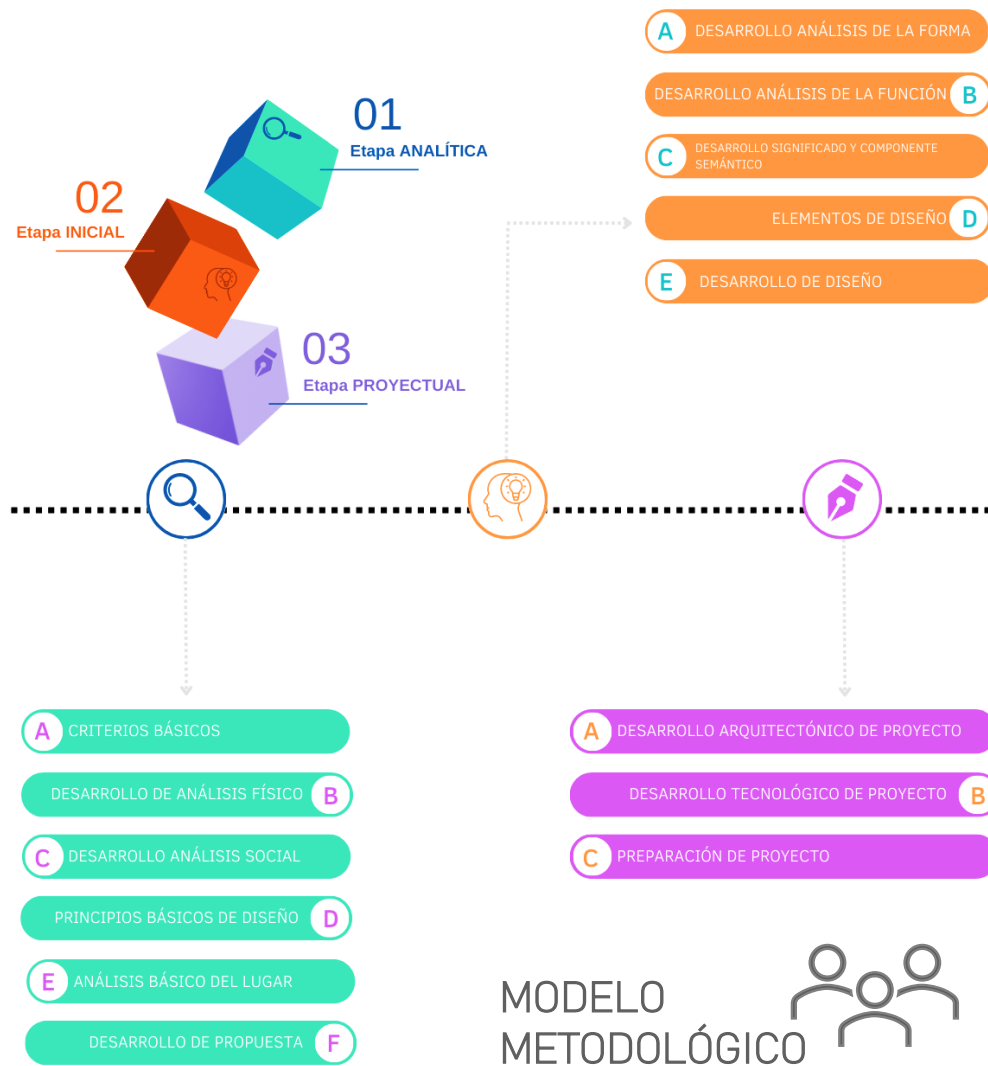 01
Etapa ANALÍTICA
02
Etapa INICIAL
03
Etapa PROYECTUAL
A DESARROLLO ANÁLISIS DE LA FORMA
DESARROLLO ANÁLISIS DE LA FUNCIÓN B
C DESARROLLO SIGNIFICADO Y COMPONENTE
SEMÁNTICO
ELEMENTOS DE DISEÑO D
E DESARROLLO DE DISEÑO
A CRITERIOS BÁSICOS
DESARROLLO DE ANÁLISIS FÍSICO B
C DESARROLLO ANÁLISIS SOCIAL
PRINCIPIOS BÁSICOS DE DISEÑO D
E ANÁLISIS BÁSICO DEL LUGAR
DESARROLLO DE PROPUESTA F
A DESARROLLO ARQUITECTÓNICO DE PROYECTO
DESARROLLO TECNOLÓGICO DE PROYECTO B
C PREPARACIÓN DE PROYECTO
MODELO
METODOLÓGICO